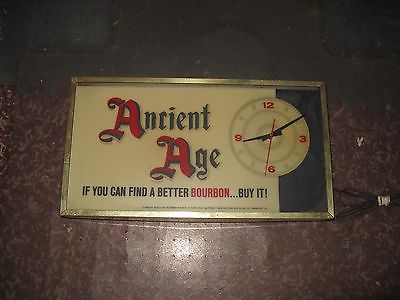 Ancient
Age
IF YOU CAN FIND A BETTER BOURBON...BUY IT!
12
3
6
9